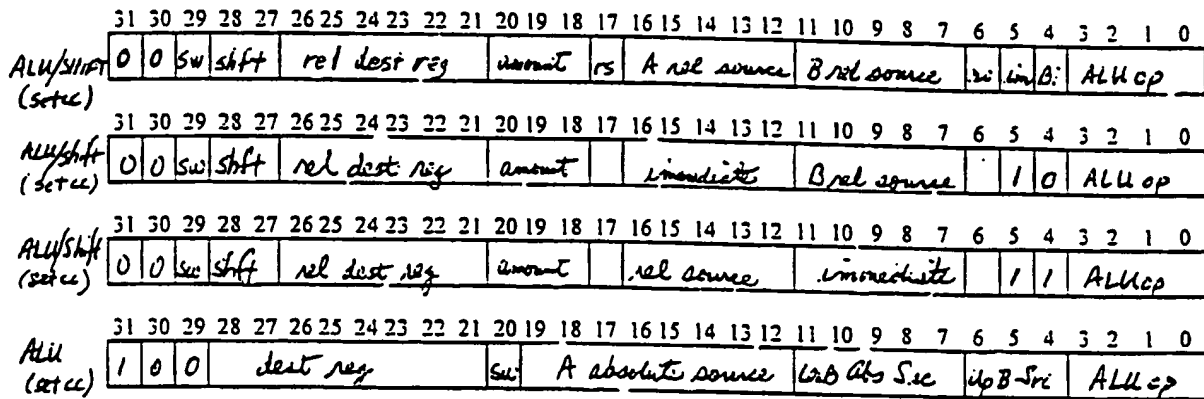 31 30 29 28 27 26 25 24 23 22 21 20 19 18 17 16 15 14 13 12 11 10 9 8 7 6 5 4 3 2 1 0
ALU/SHIFT 0 0 Sw shft rel dest reg amount rs A rel source B rel source im Bi ALU op
(setcc)
31 30 29 28 27 26 25 24 23 22 21 20 19 18 17 16 15 14 13 12 11 10 9 8 7 6 5 4 3 2 1 0
ALU/Shft 0 0 Sw shft rel dest reg amount immediate B rel source 1 0 ALU op
(setcc)
31 30 29 28 27 26 25 24 23 22 21 20 19 18 17 16 15 14 13 12 11 10 9 8 7 6 5 4 3 2 1 0
ALU/Shift 0 0 Sw shft rel dest reg amount rel source immediate 1 1 ALU op
(setcc)
31 30 29 28 27 26 25 24 23 22 21 20 19 18 17 16 15 14 13 12 11 10 9 8 7 6 5 4 3 2 1 0
ALU 1 0 0 dest reg Sw A absolute source B Abs Src B-Src ALU op
(setcc)